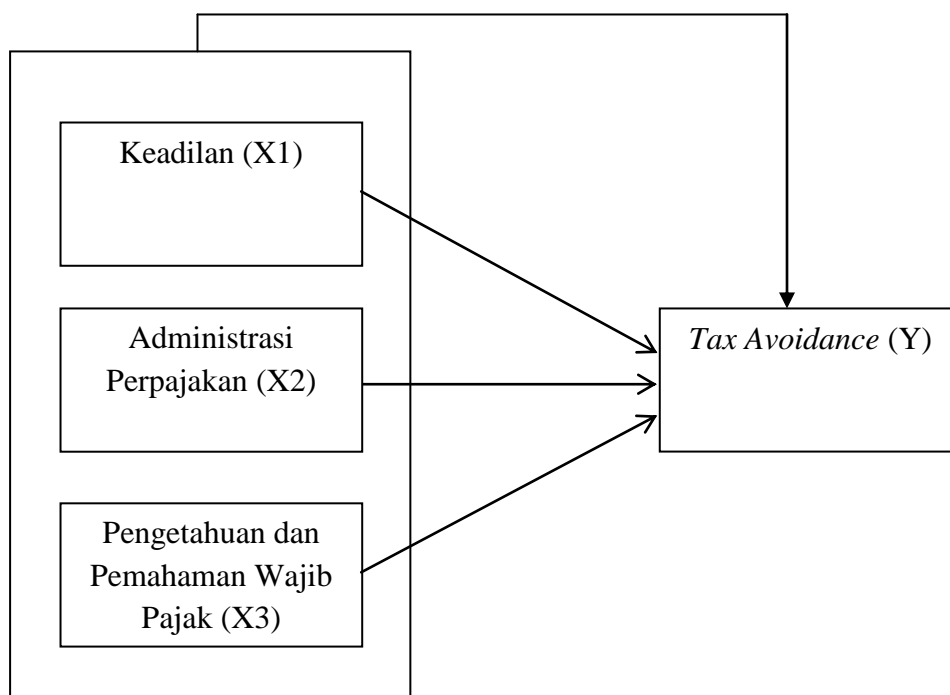 Keadilan (X1)
Administrasi
Perpajakan (X2)
Tax Avoidance (Y)
Pengetahuan dan
Pemahaman Wajib
Pajak (X3)